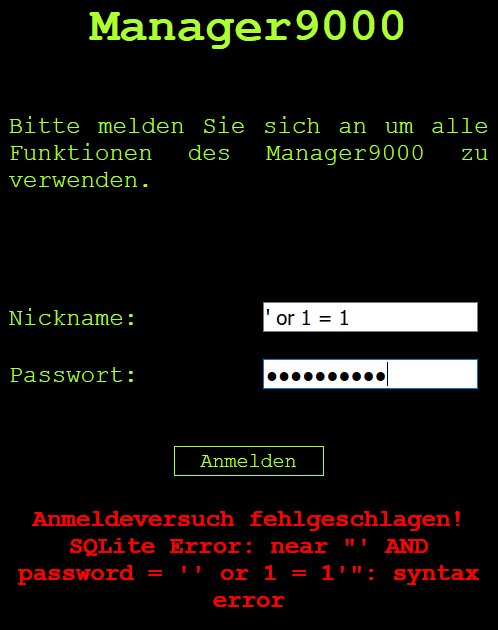 Manager9000
Bitte melden Sie sich an um alle
Funktionen des Manager9000 zu
verwenden.
Nickname: ' or 1 = 1
Passwort: ●●●●●●●●●●
Anmelden
Anmeldeversuch fehlgeschlagen!
SQLite Error: near "' AND
password = '' or 1 = 1'": syntax
error